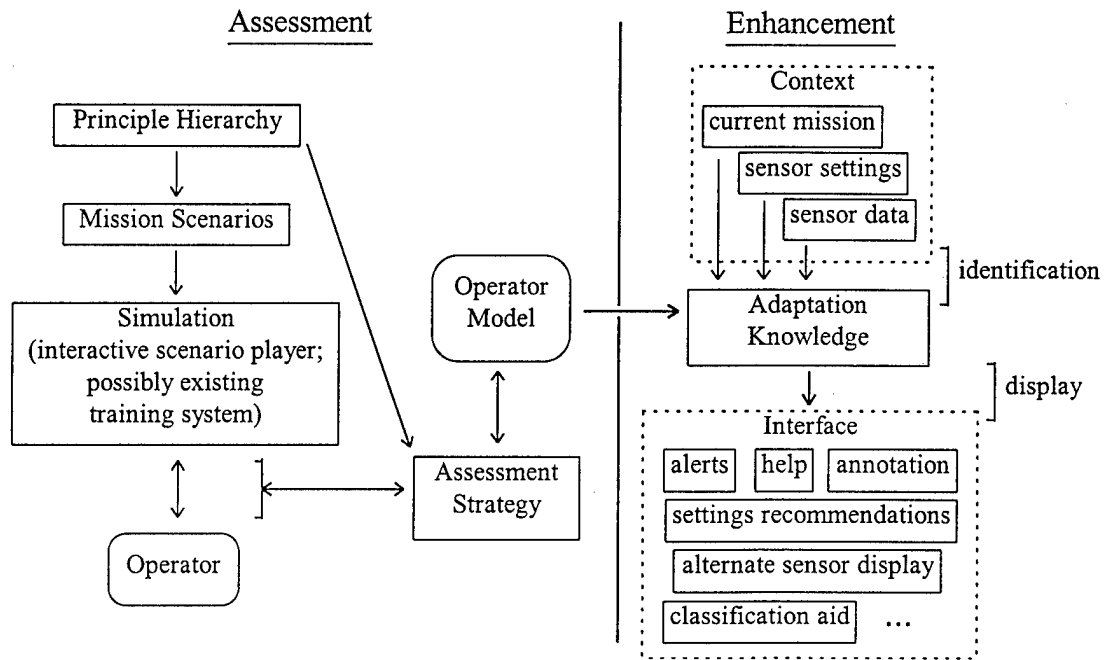 Assessment
Principle Hierarchy
Mission Scenarios
Simulation
(interactive scenario player;
possibly existing
training system)
Operator
Operator
Model
Assessment
Strategy
Enhancement
Context
current mission
sensor settings
sensor data
identification
Adaptation
Knowledge
display
Interface
alerts
help
annotation
settings recommendations
alternate sensor display
classification aid
...